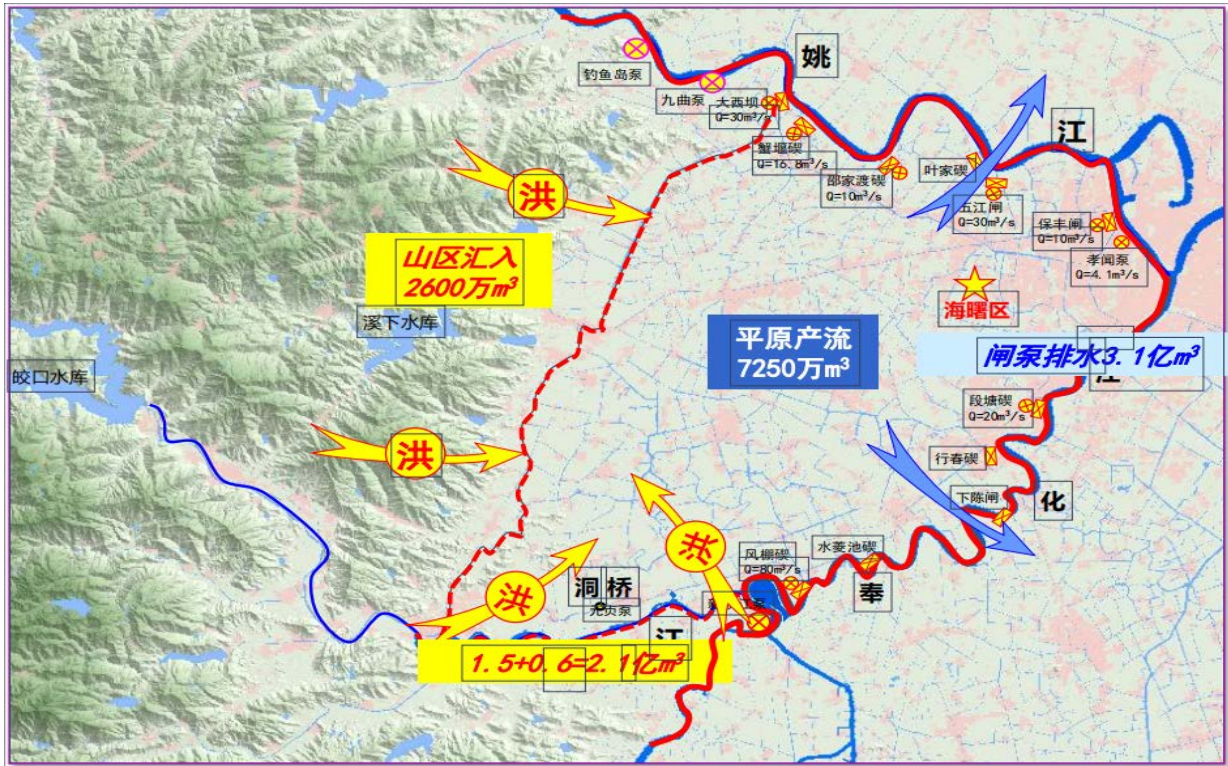 姚
钓鱼岛泵
九曲泵
大西坝
Q=30m³/s
江
蟹堰碶
Q=16.8m³/s
叶家碶
邵家渡碶
Q=10m³/s
洪
五江闸
Q=30m³/s
保丰闸
Q=10m³/s
孝闻泵
Q=4.1m³/s
山区汇入
2600万m³
海曙区
溪下水库
平原产流
7250万m³
闸泵排水3.1亿m³
江
皎口水库
段塘碶
Q=20m³/s
洪
行春碶
下陈闸
化
洪
风棚碶
Q=80m³/s
水菱池碶
洞桥
洪
奉
江
1.5+0.6=2.1亿m³